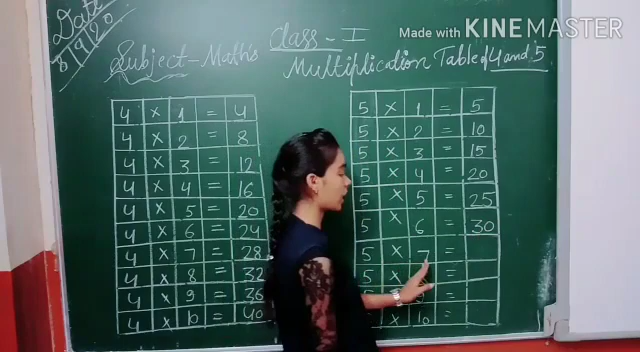 Date
8/9/20
Made with KINEMASTER
Class - I
Subject - Math's
Multiplication Table of 4 and 5
4 × 1 = 4
4 × 2 = 8
4 × 3 = 12
4 × 4 = 16
4 × 5 = 20
4 × 6 = 24
4 × 7 = 28
4 × 8 = 32
4 × 9 = 36
4 × 10 = 40
5 × 1 = 5
5 × 2 = 10
5 × 3 = 15
5 × 4 = 20
5 × 5 = 25
5 × 6 = 30
5 × 7 =
5 × =
× =
× 10 =